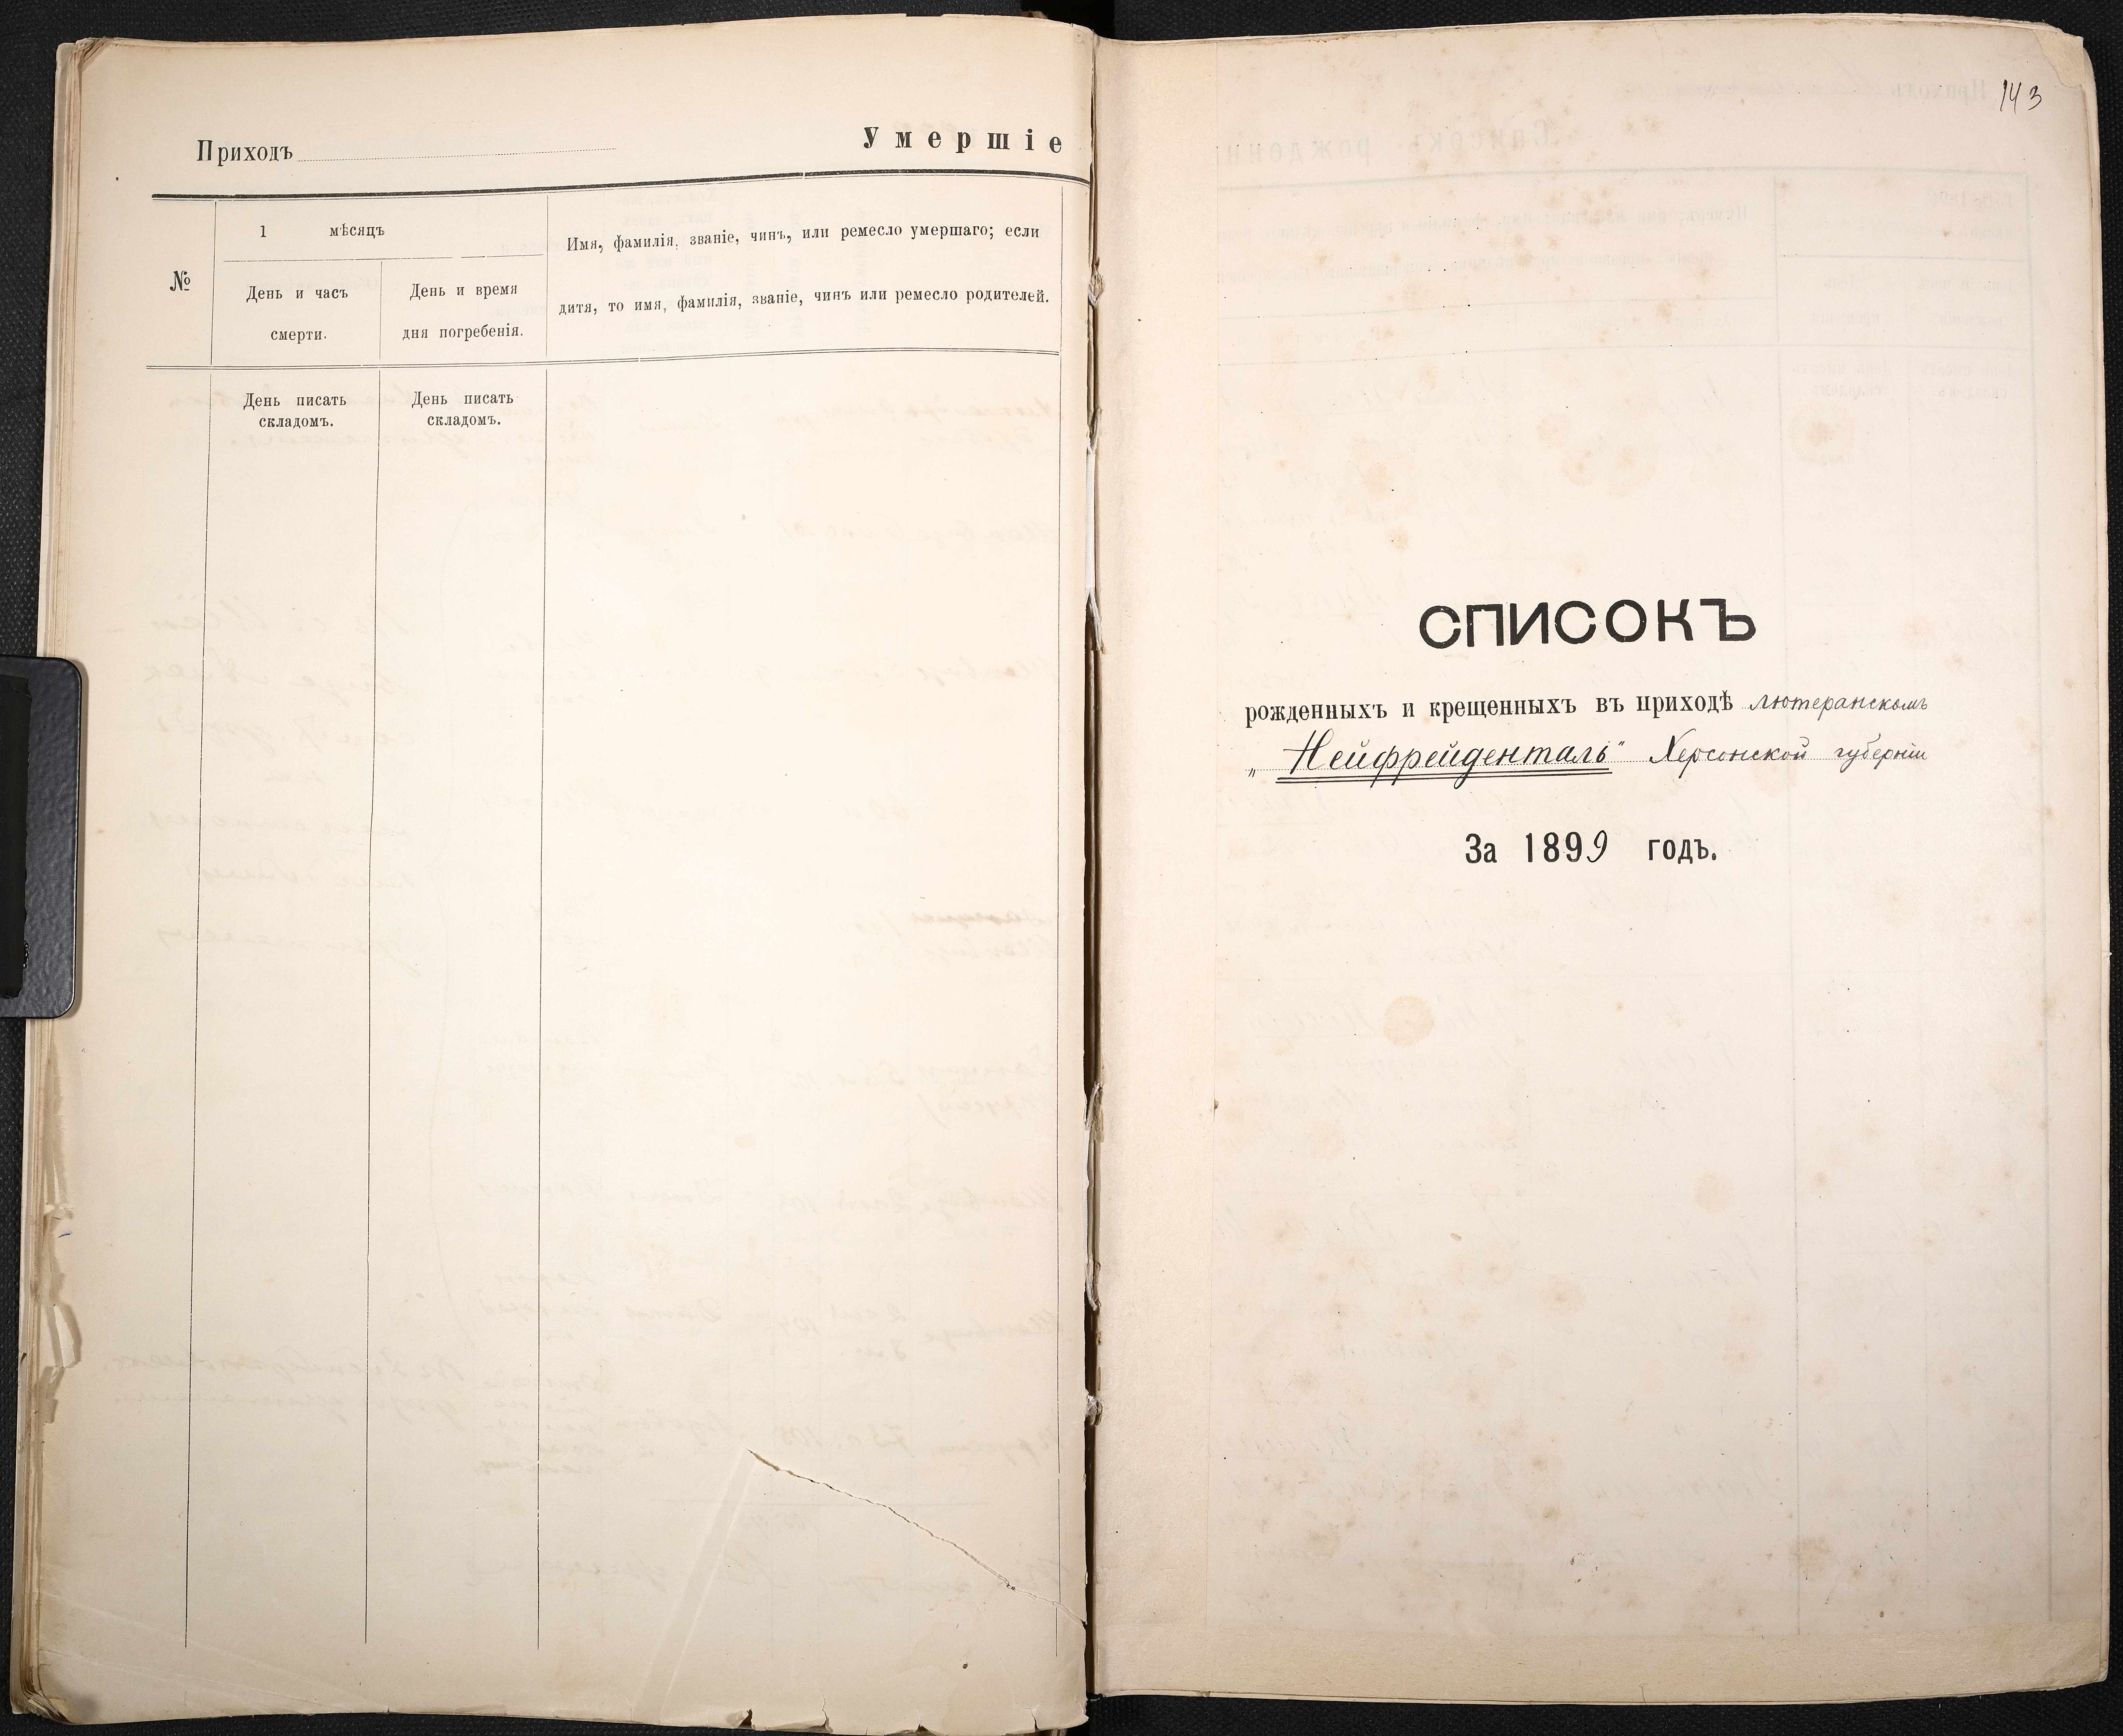 Приходъ
Умершіе
№
1 мѣсяцъ
День и часъ
смерти.
День и время
дня погребенія.
Имя, фамилія, званіе, чинъ, или ремесло умершаго; если
дитя, то имя, фамилія, званіе, чинъ или ремесло родителей.
День писать
складомъ.
День писать
складомъ.
143
СПИСОКЪ
рожденныхъ и крещенныхъ въ приходѣ лютеранскомъ
„Нейфрейденталь" Херсонской губерніи
За 1899 годъ.